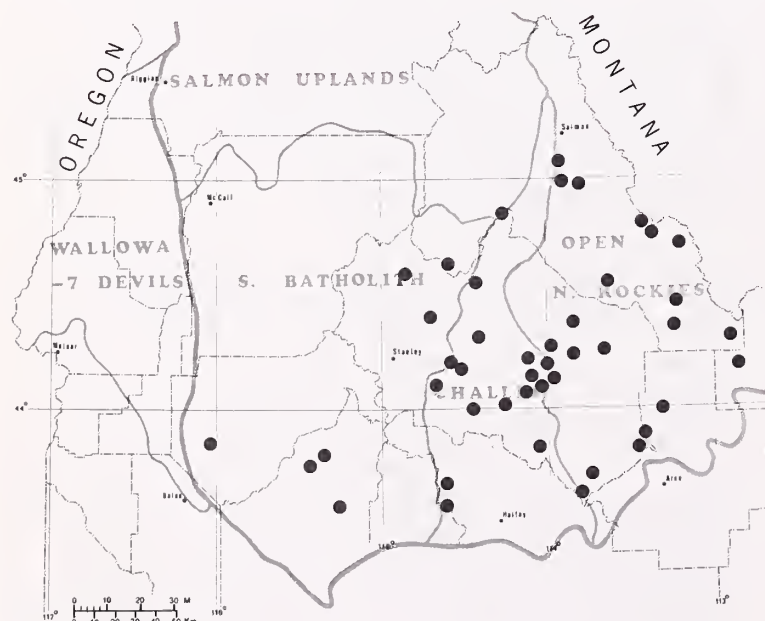 OREGON
MONTANA
Riggins
SALMON UPLANDS
Salmon
45°
McCall
WALLOWA
-7 DEVILS
S. BATHOLITH
OPEN
N. ROCKIES
Weiser
Stanley
44°
Boise
Hailey
Arco
114°
117°
116°
113°
0 10 20 30 M